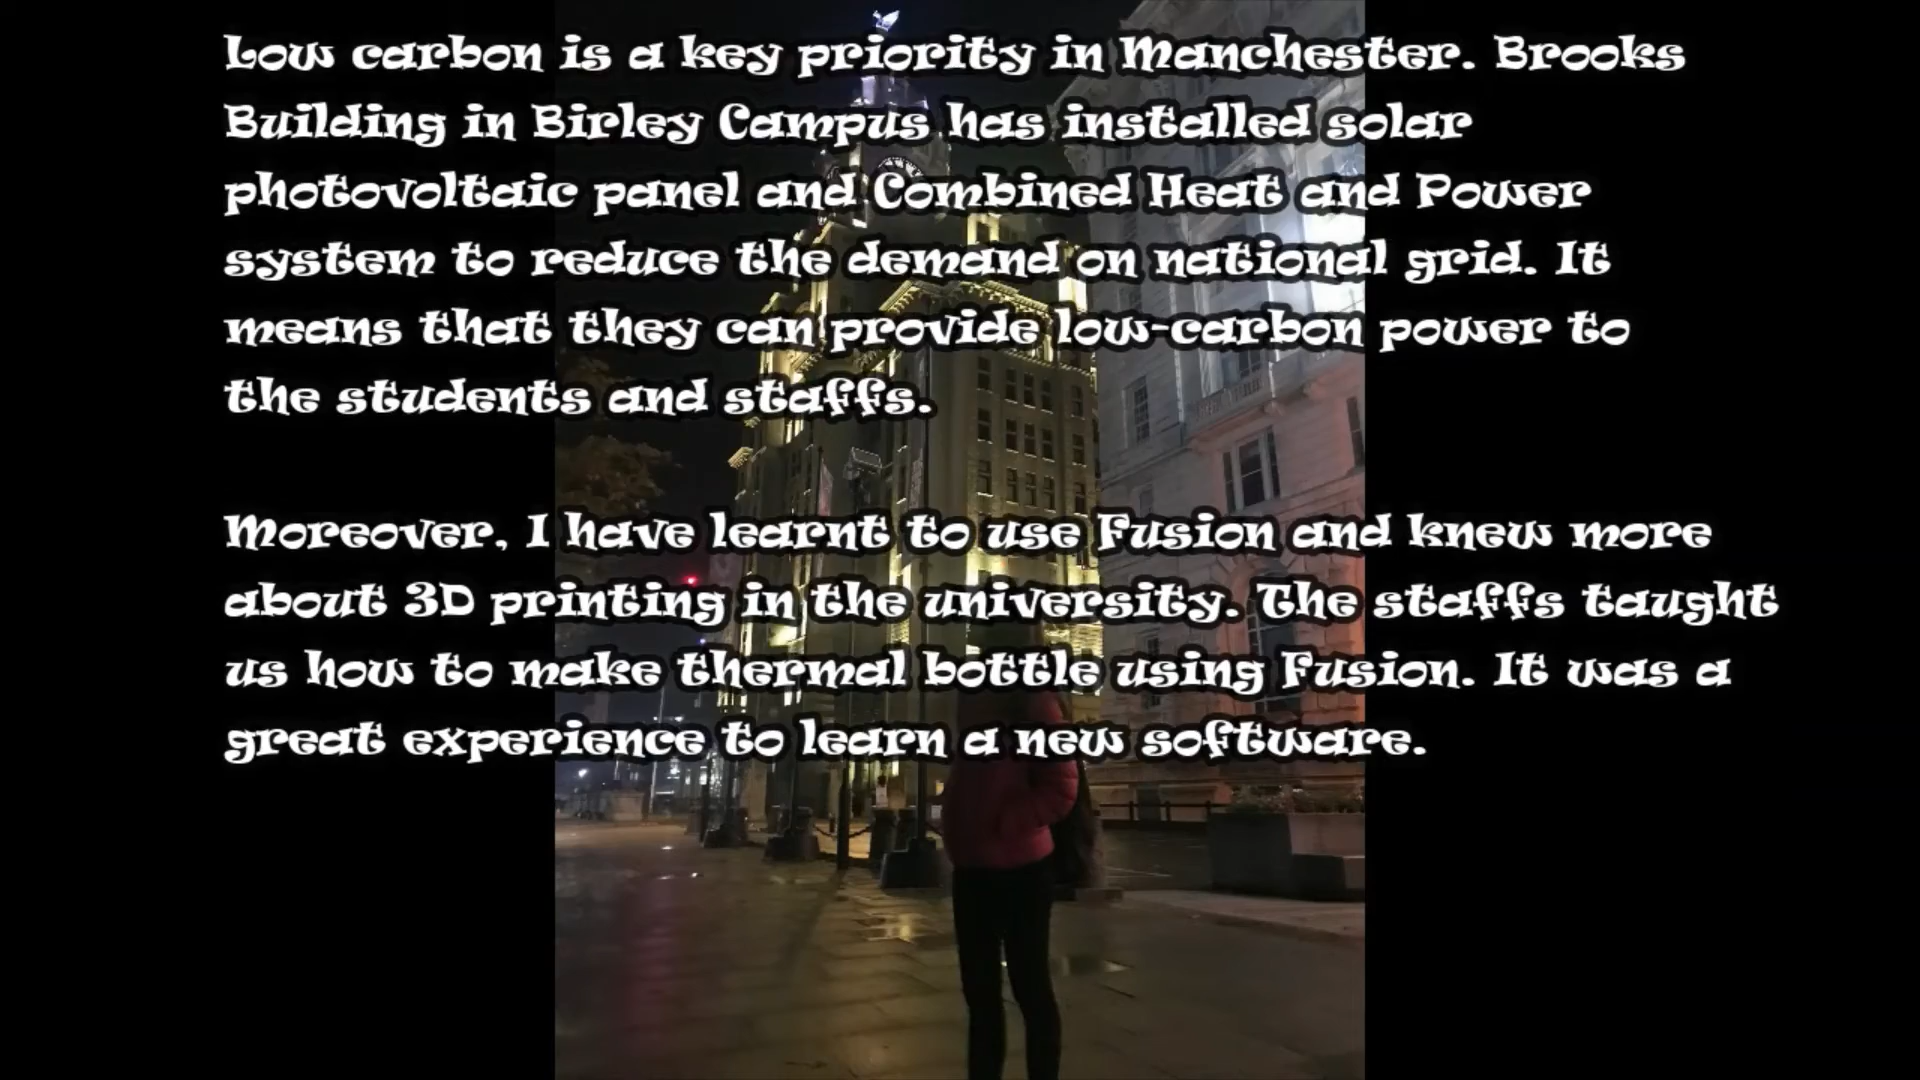 Low carbon is a key priority in Manchester. Brooks
Building in Birley Campus has installed solar
photovoltaic panel and Combined Heat and Power
system to reduce the demand on national grid. It
means that they can provide low-carbon power to
the students and staffs.
Moreover, I have learnt to use Fusion and knew more
about 3D printing in the university. The staffs taught
us how to make thermal bottle using Fusion. It was a
great experience to learn a new software.